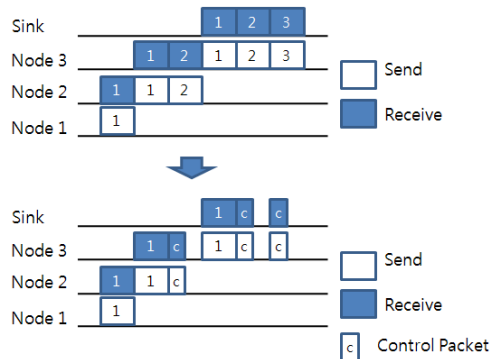 Sink 1 2 3
Node 3 1 2 1 2 3
Send
Node 2 1 1 2
Receive
Node 1 1
Sink 1 c c
Node 3 1 c 1 c c
Send
Node 2 1 1 c
Receive
Node 1 1
c Control Packet